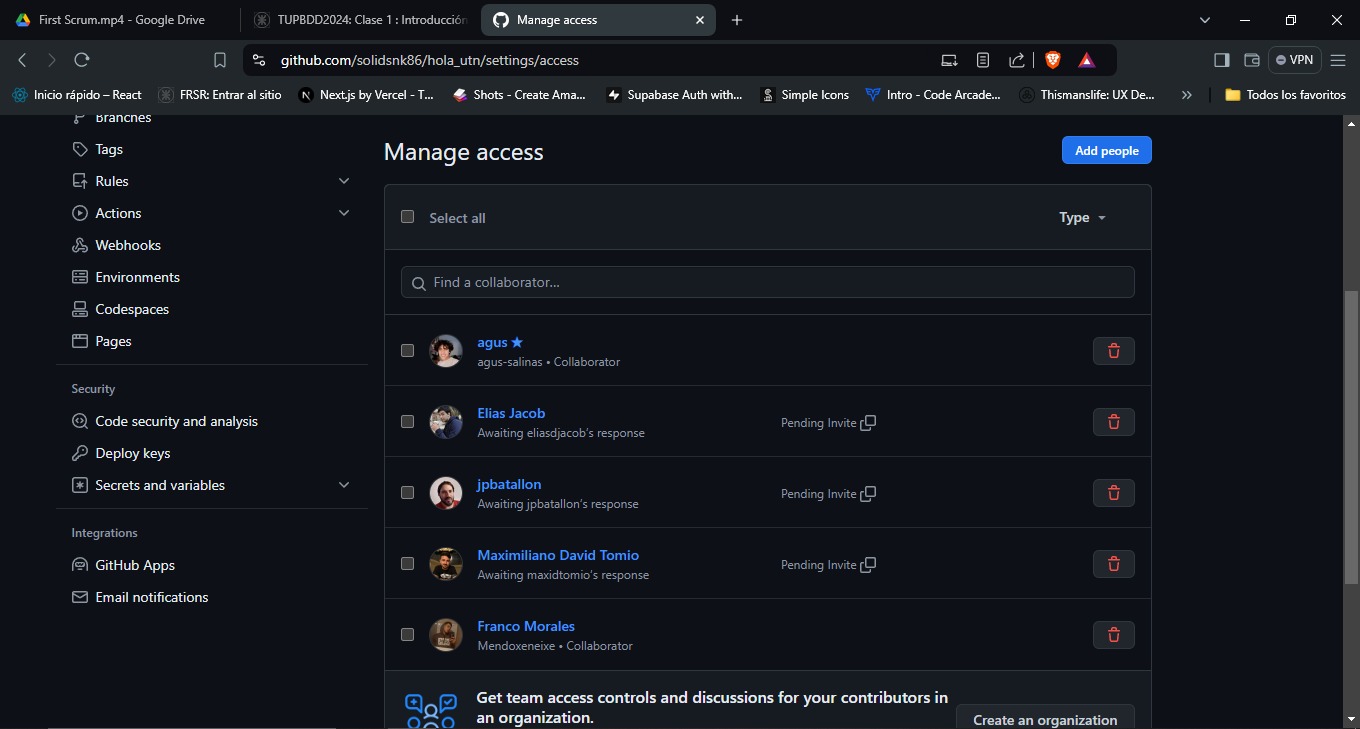 First Scrum.mp4 - Google Drive
TUPBDD2024: Clase 1 : Introducción
Manage access
github.com/solidsnk86/hola_utn/settings/access
VPN
Inicio rápido – React
FRSR: Entrar al sitio
Next.js by Vercel - T...
Shots - Create Ama...
Supabase Auth with...
Simple Icons
Intro - Code Arcade...
Thismanslife: UX De...
»
Todos los favoritos
Branches
Tags
Rules
Actions
Webhooks
Environments
Codespaces
Pages
Security
Code security and analysis
Deploy keys
Secrets and variables
Integrations
GitHub Apps
Email notifications
Manage access
Add people
Select all
Type
Find a collaborator...
agus ★
agus-salinas • Collaborator
Elias Jacob
Awaiting eliasdjacob's response
Pending Invite
jpbatallon
Awaiting jpbatallon's response
Pending Invite
Maximiliano David Tomio
Awaiting maxidtomio's response
Pending Invite
Franco Morales
Mendoxeneixe • Collaborator
Get team access controls and discussions for your contributors in
an organization.
Create an organization